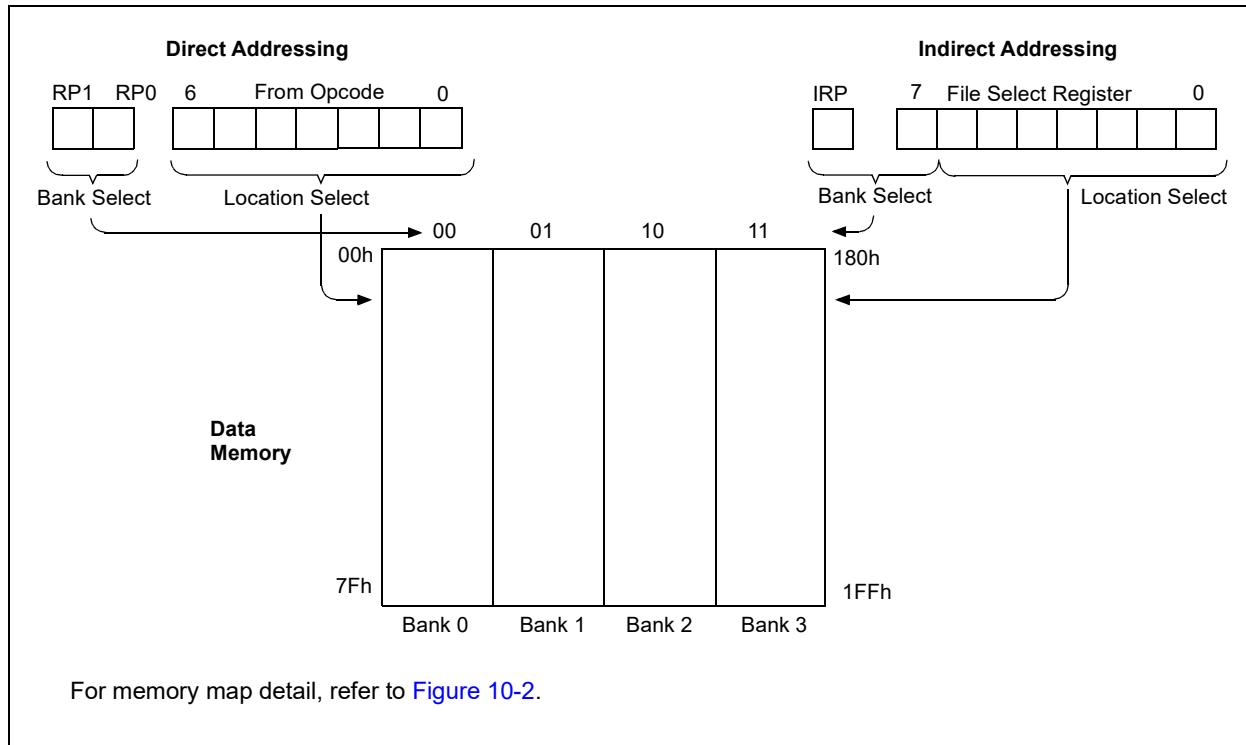 Direct Addressing
Indirect Addressing
RP1 RP0 6 From Opcode 0
IRP 7 File Select Register 0
Bank Select Location Select
Bank Select Location Select
00 01 10 11
00h 180h
Data
Memory
7Fh 1FFh
Bank 0 Bank 1 Bank 2 Bank 3
For memory map detail, refer to Figure 10-2.